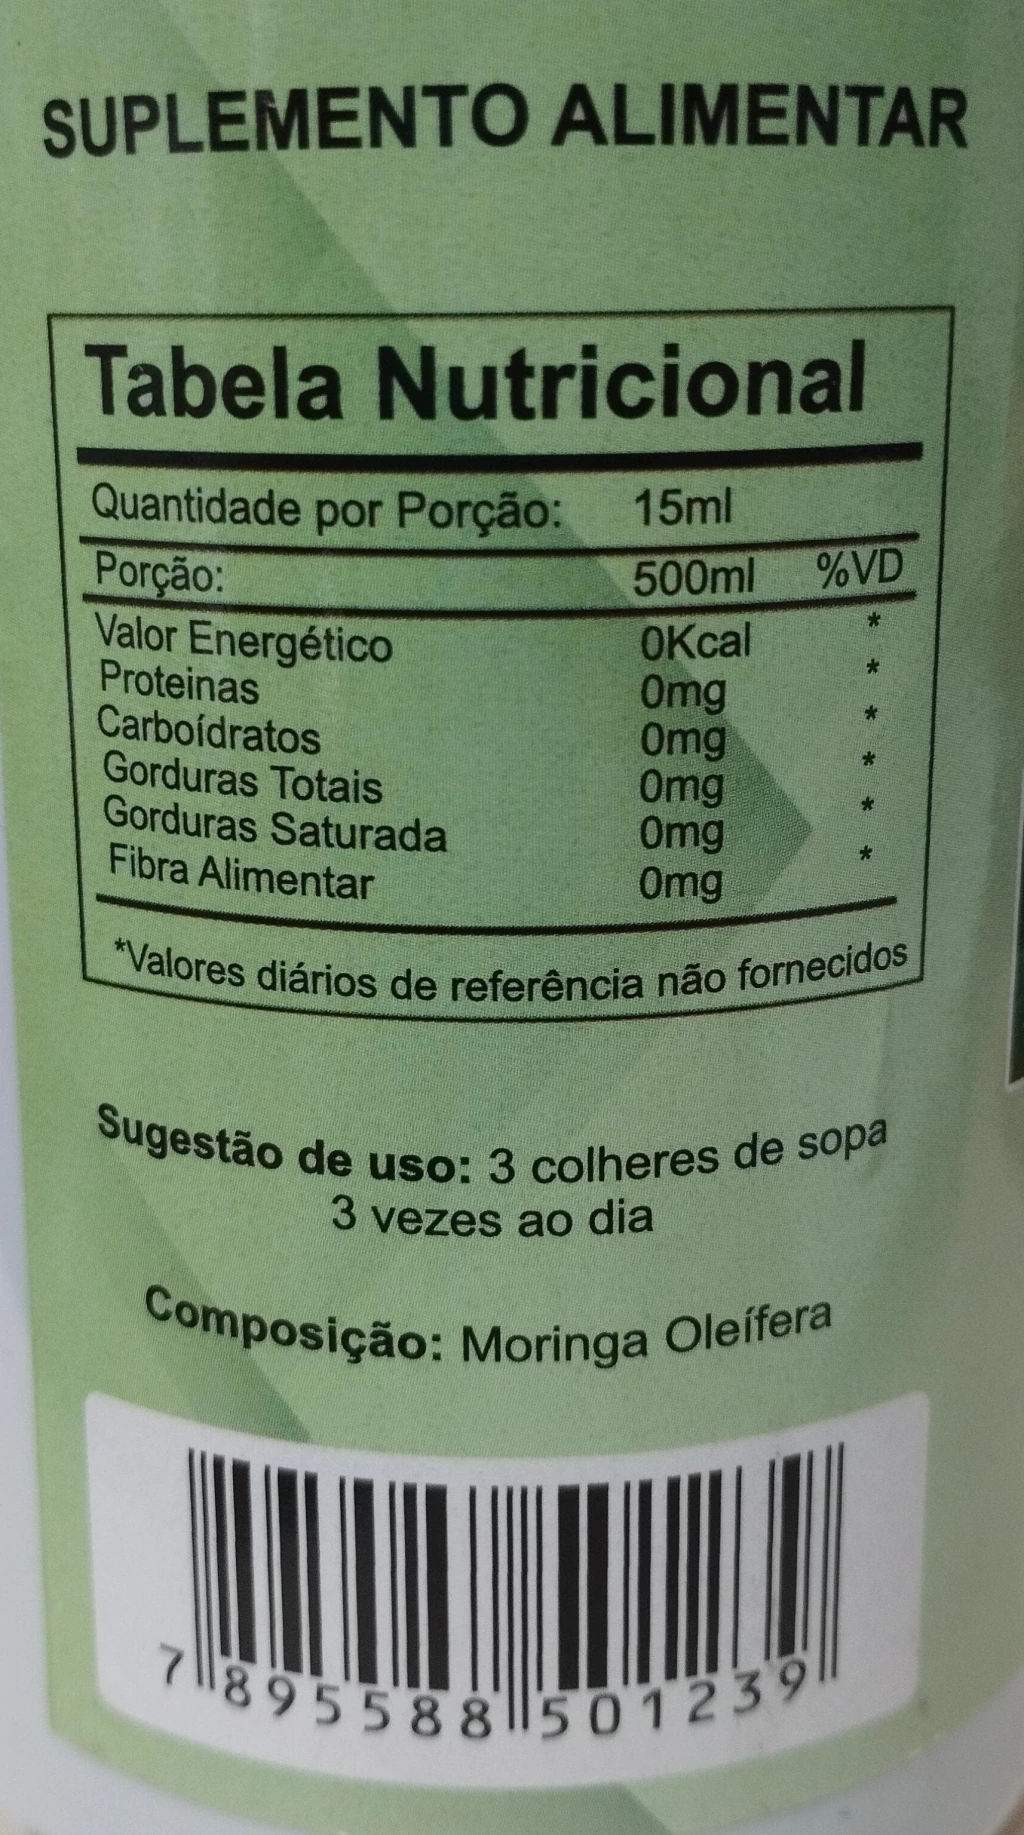 SUPLEMENTO ALIMENTAR
Tabela Nutricional
Quantidade por Porção: 15ml
Porção: 500ml %VD
Valor Energético 0Kcal *
Proteinas 0mg *
Carboídratos 0mg *
Gorduras Totais 0mg *
Gorduras Saturada 0mg *
Fibra Alimentar 0mg *
*Valores diários de referência não fornecidos
Sugestão de uso: 3 colheres de sopa
3 vezes ao dia
Composição: Moringa Oleífera
7 895588 501239